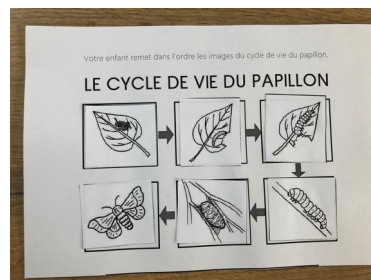 Votre enfant remet dans l'ordre les images du cycle de vie du papillon.
LE CYCLE DE VIE DU PAPILLON